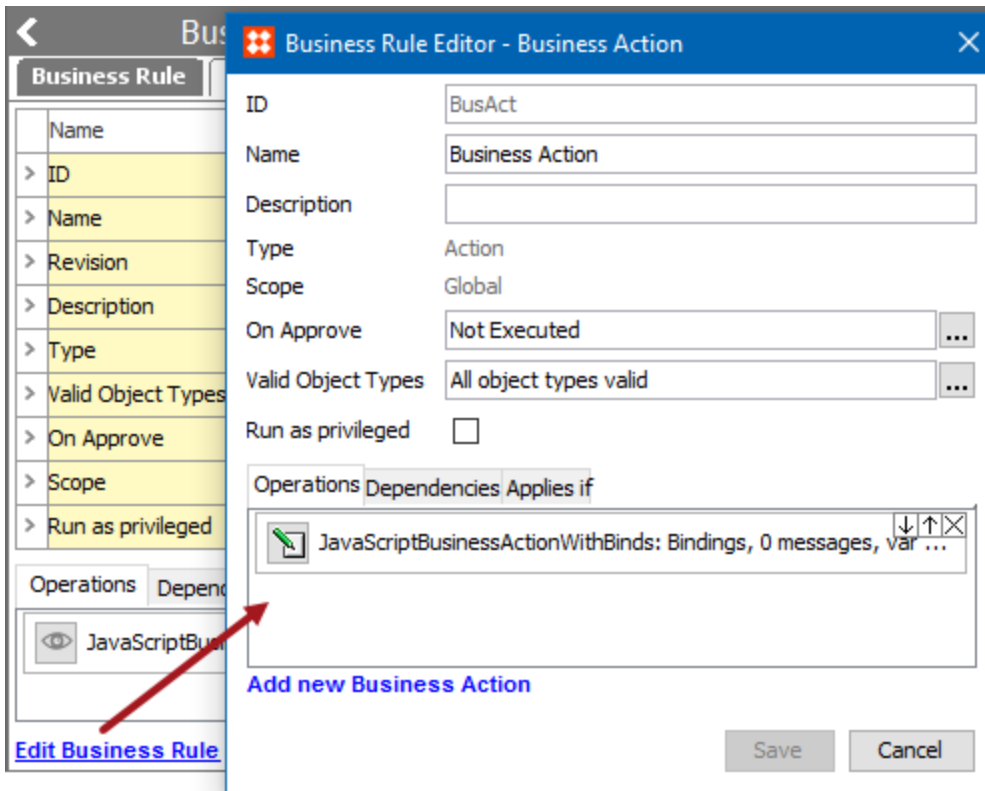 Bus
Business Rule
Name
ID
Name
Revision
Description
Type
Valid Object Types
On Approve
Scope
Run as privileged
Operations
JavaScriptBusi
Edit Business Rule
Business Rule Editor - Business Action
ID BusAct
Name Business Action
Description
Type Action
Scope Global
On Approve Not Executed ...
Valid Object Types All object types valid ...
Run as privileged
Operations Dependencies Applies if
JavaScriptBusinessActionWithBinds: Bindings, 0 messages, var ...
Add new Business Action
Save Cancel